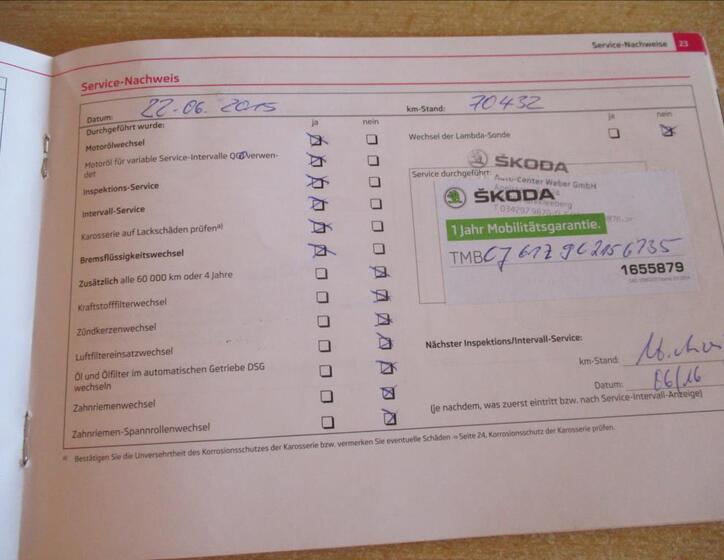 Service-Nachweise 23
Service-Nachweis
Datum: 22.06.2015
km-Stand: 70432
Durchgeführt wurde:
ja nein
ja nein
Motorölwechsel
Motoröl für variable Service-Intervalle QG verwen-
det
Inspektions-Service
Intervall-Service
Karosserie auf Lackschäden prüfen a)
Bremsflüssigkeitswechsel
Zusätzlich alle 60 000 km oder 4 Jahre
Kraftstofffilterwechsel
Zündkerzenwechsel
Luftfiltereinsatzwechsel
Öl und Ölfilter im automatischen Getriebe DSG
wechseln
Zahnriemenwechsel
Zahnriemen-Spannrollenwechsel
Wechsel der Lambda-Sonde
Service durchgeführt:
ŠKODA
Auto-Center Weber GmbH
ŠKODA
1 Jahr Mobilitätsgarantie.
TMB
1655879
Nächster Inspektions/Intervall-Service:
km-Stand:
Datum: 06/16
(je nachdem, was zuerst eintritt bzw. nach Service-Intervall-Anzeige)
a) Bestätigen Sie die Unversehrtheit des Korrosionsschutzes der Karosserie bzw. vermerken Sie eventuelle Schäden ⇒ Seite 24, Korrosionsschutz der Karosserie prüfen.